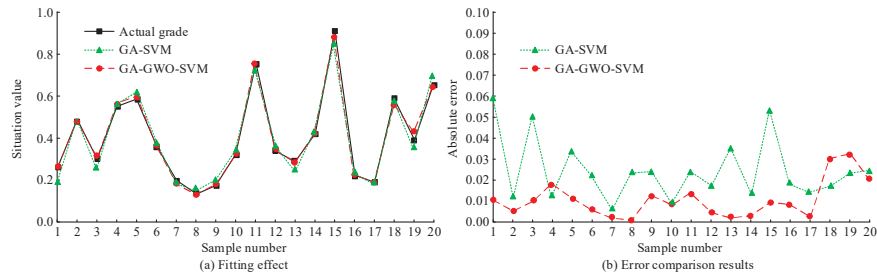 Actual grade
GA-SVM
GA-GWO-SVM
Situation value
1.0
0.8
0.6
0.4
0.2
0.0
1 2 3 4 5 6 7 8 9 10 11 12 13 14 15 16 17 18 19 20
Sample number
(a) Fitting effect
GA-SVM
GA-GWO-SVM
Absolute error
0.100
0.09
0.08
0.07
0.06
0.05
0.04
0.03
0.02
0.01
0.00
1 2 3 4 5 6 7 8 9 10 11 12 13 14 15 16 17 18 19 20
Sample number
(b) Error comparison results